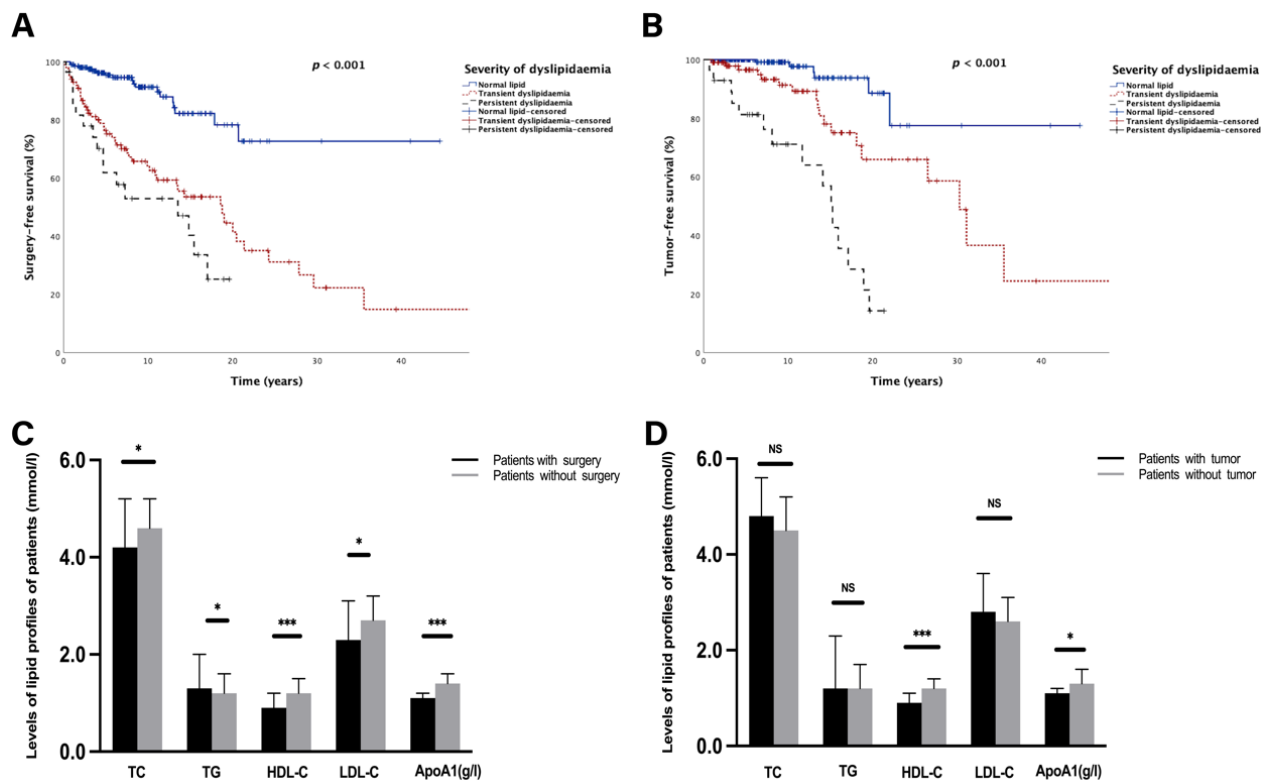 A
p < 0.001
Severity of dyslipidaemia
Normal lipid
Transient dyslipidaemia
Persistent dyslipidaemia
Normal lipid-censored
Transient dyslipidaemia-censored
Persistent dyslipidaemia-censored
Surgery-free survival (%)
100
80
60
40
20
0
0 10 20 30 40
Time (years)
B
p < 0.001
Severity of dyslipidaemia
Normal lipid
Transient dyslipidaemia
Persistent dyslipidaemia
Normal lipid-censored
Transient dyslipidaemia-censored
Persistent dyslipidaemia-censored
Tumor-free survival (%)
100
80
60
40
20
0
0 10 20 30 40
Time (years)
C
Levels of lipid profiles of patients (mmol/l)
6.0
4.0
2.0
0.0
* * *** * ***
Patients with surgery
Patients without surgery
TC TG HDL-C LDL-C ApoA1(g/l)
D
Levels of lipid profiles of patients (mmol/l)
6.0
4.0
2.0
0.0
NS NS *** NS *
Patients with tumor
Patients without tumor
TC TG HDL-C LDL-C ApoA1(g/l)